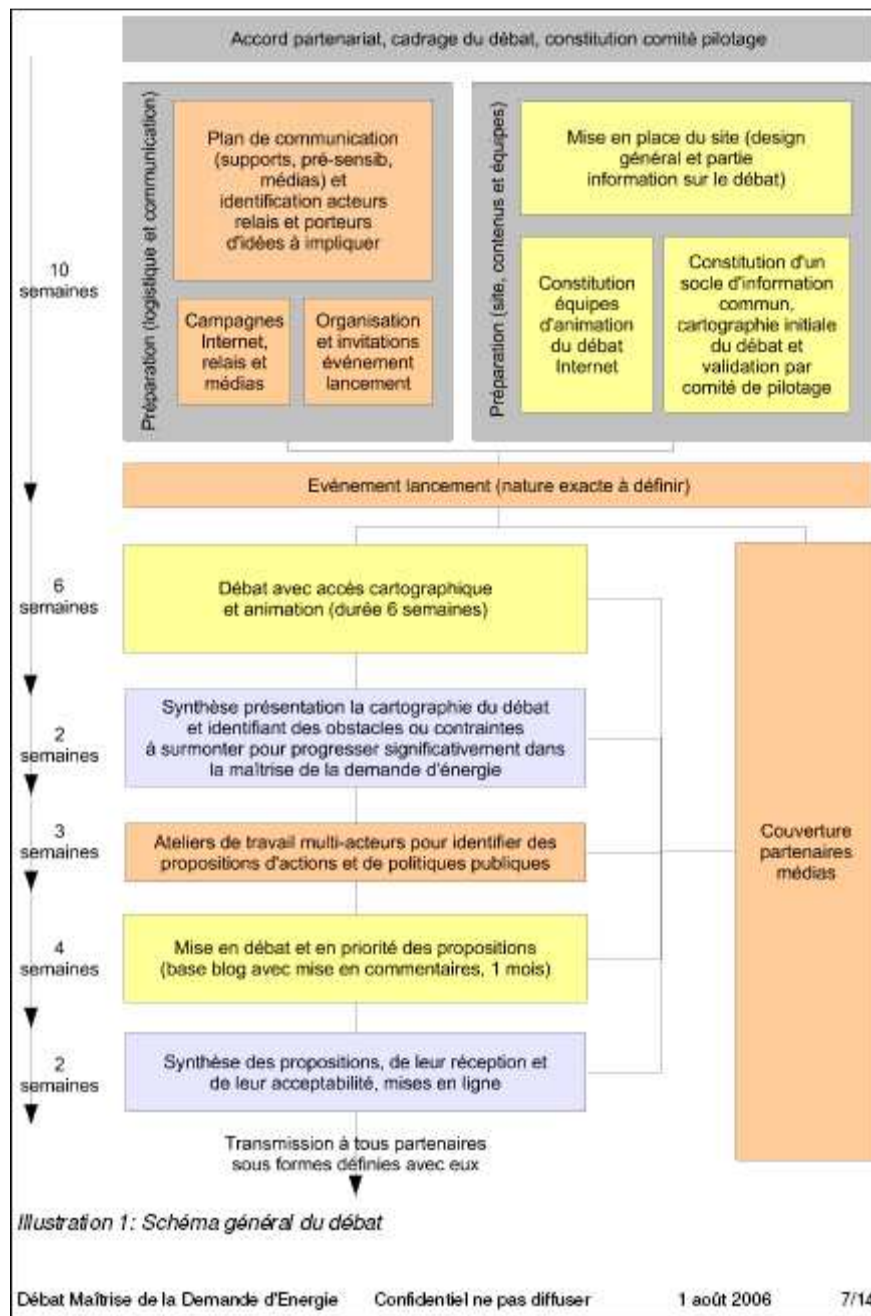 Accord partenariat, cadrage du débat, constitution comité pilotage
10
semaines
Préparation (logistique et communication)
Plan de communication
(supports, pré-sensib,
médias) et
identification acteurs
relais et porteurs
d'idées à impliquer
Campagnes
Internet,
relais et
médias
Organisation
et invitations
événement
lancement
Préparation (site, contenus et équipes)
Mise en place du site (design
général et partie
information sur le débat)
Constitution
équipes
d'animation
du débat
Internet
Constitution d'un
socle d'information
commun,
cartographie initiale
du débat et
validation par
comité de pilotage
Evénement lancement (nature exacte à définir)
6
semaines
Débat avec accès cartographique
et animation (durée 6 semaines)
2
semaines
Synthèse présentation la cartographie du débat
et identifiant des obstacles ou contraintes
à surmonter pour progresser significativement dans
la maîtrise de la demande d'énergie
3
semaines
Ateliers de travail multi-acteurs pour identifier des
propositions d'actions et de politiques publiques
Couverture
partenaires
médias
4
semaines
Mise en débat et en priorité des propositions
(base blog avec mise en commentaires, 1 mois)
2
semaines
Synthèse des propositions, de leur réception et
de leur acceptabilité, mises en ligne
Transmission à tous partenaires
sous formes définies avec eux
Illustration 1: Schéma général du débat
Débat Maîtrise de la Demande d'Energie Confidentiel ne pas diffuser 1 août 2006 7/14